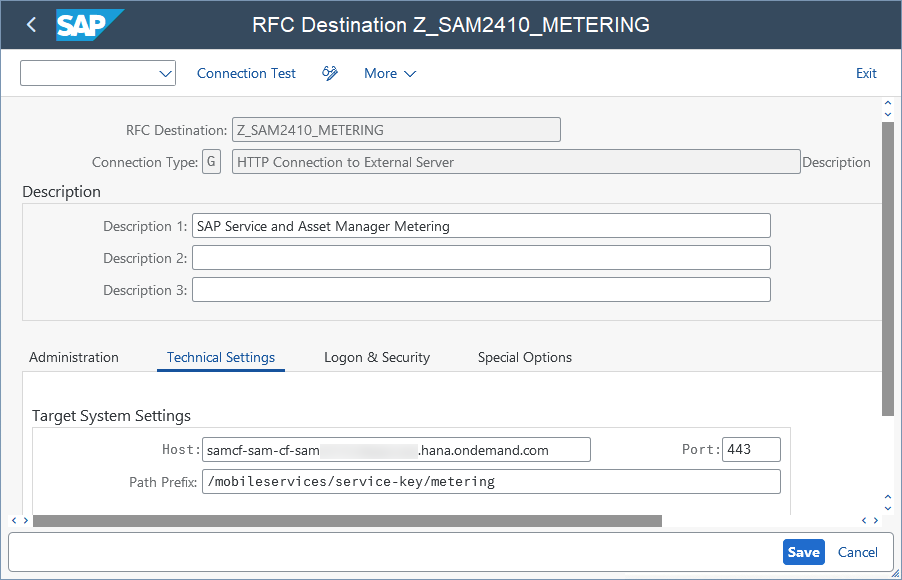 SAP RFC Destination Z_SAM2410_METERING
Connection Test More Exit
RFC Destination: Z_SAM2410_METERING
Connection Type: G HTTP Connection to External Server Description
Description
Description 1: SAP Service and Asset Manager Metering
Description 2:
Description 3:
Administration Technical Settings Logon & Security Special Options
Target System Settings
Host: samcf-sam-cf-sam .hana.ondemand.com Port: 443
Path Prefix: /mobileservices/service-key/metering
Save Cancel